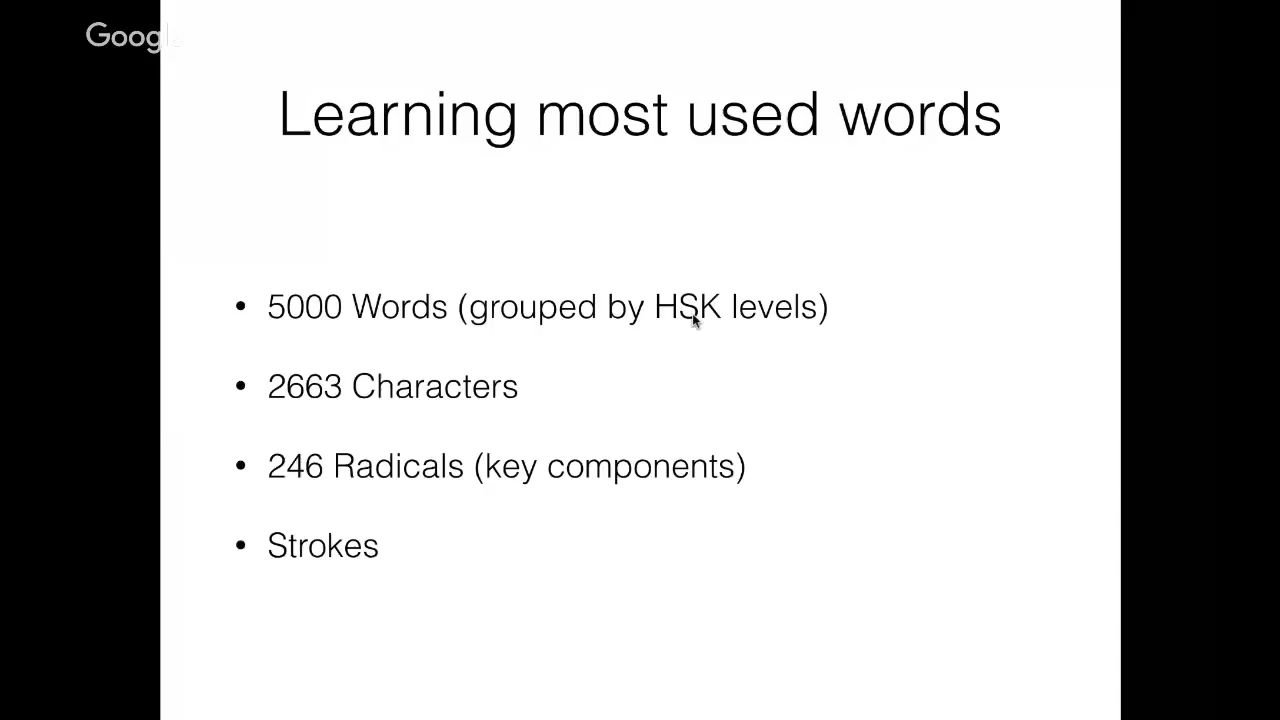 Google
Learning most used words
• 5000 Words (grouped by HSK levels)
• 2663 Characters
• 246 Radicals (key components)
• Strokes